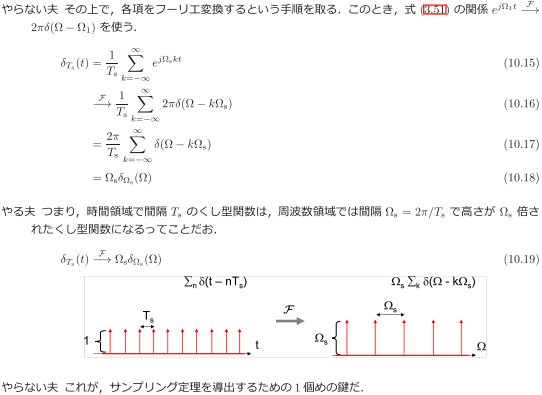 やらない夫 その上で，各項をフーリエ変換するという手順を取る．このとき，式 (3.51) の関係 e^{jΩ_1 t} —F→
2πδ(Ω − Ω_1) を使う．
δ_{T_s}(t) = 1/T_s ∑_{k=−∞}^{∞} e^{jΩ_s kt} (10.15)
—F→ 1/T_s ∑_{k=−∞}^{∞} 2πδ(Ω − kΩ_s) (10.16)
= 2π/T_s ∑_{k=−∞}^{∞} δ(Ω − kΩ_s) (10.17)
= Ω_s δ_{Ω_s}(Ω) (10.18)
やる夫 つまり，時間領域で間隔 T_s のくし型関数は，周波数領域では間隔 Ω_s = 2π/T_s で高さが Ω_s 倍さ
れたくし型関数になるってことだお．
δ_{T_s}(t) —F→ Ω_s δ_{Ω_s}(Ω) (10.19)
∑_n δ(t – nT_s)
Ω_s ∑_k δ(Ω - kΩ_s)
T_s
1
t
F
Ω_s
Ω_s
Ω
やらない夫 これが，サンプリング定理を導出するための 1 個めの鍵だ．